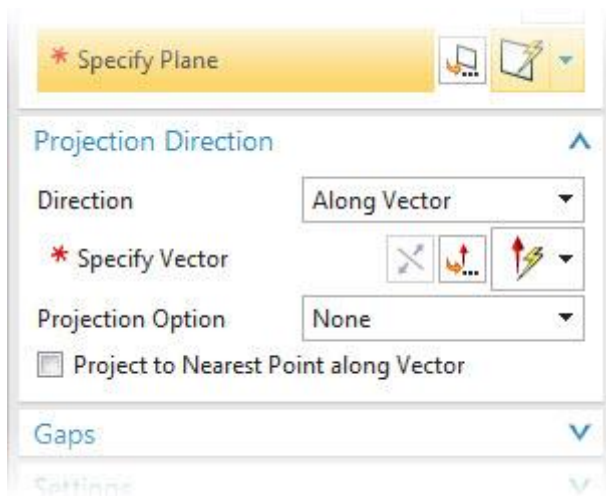 * Specify Plane
Projection Direction
Direction Along Vector
* Specify Vector
Projection Option None
Project to Nearest Point along Vector
Gaps
Settings